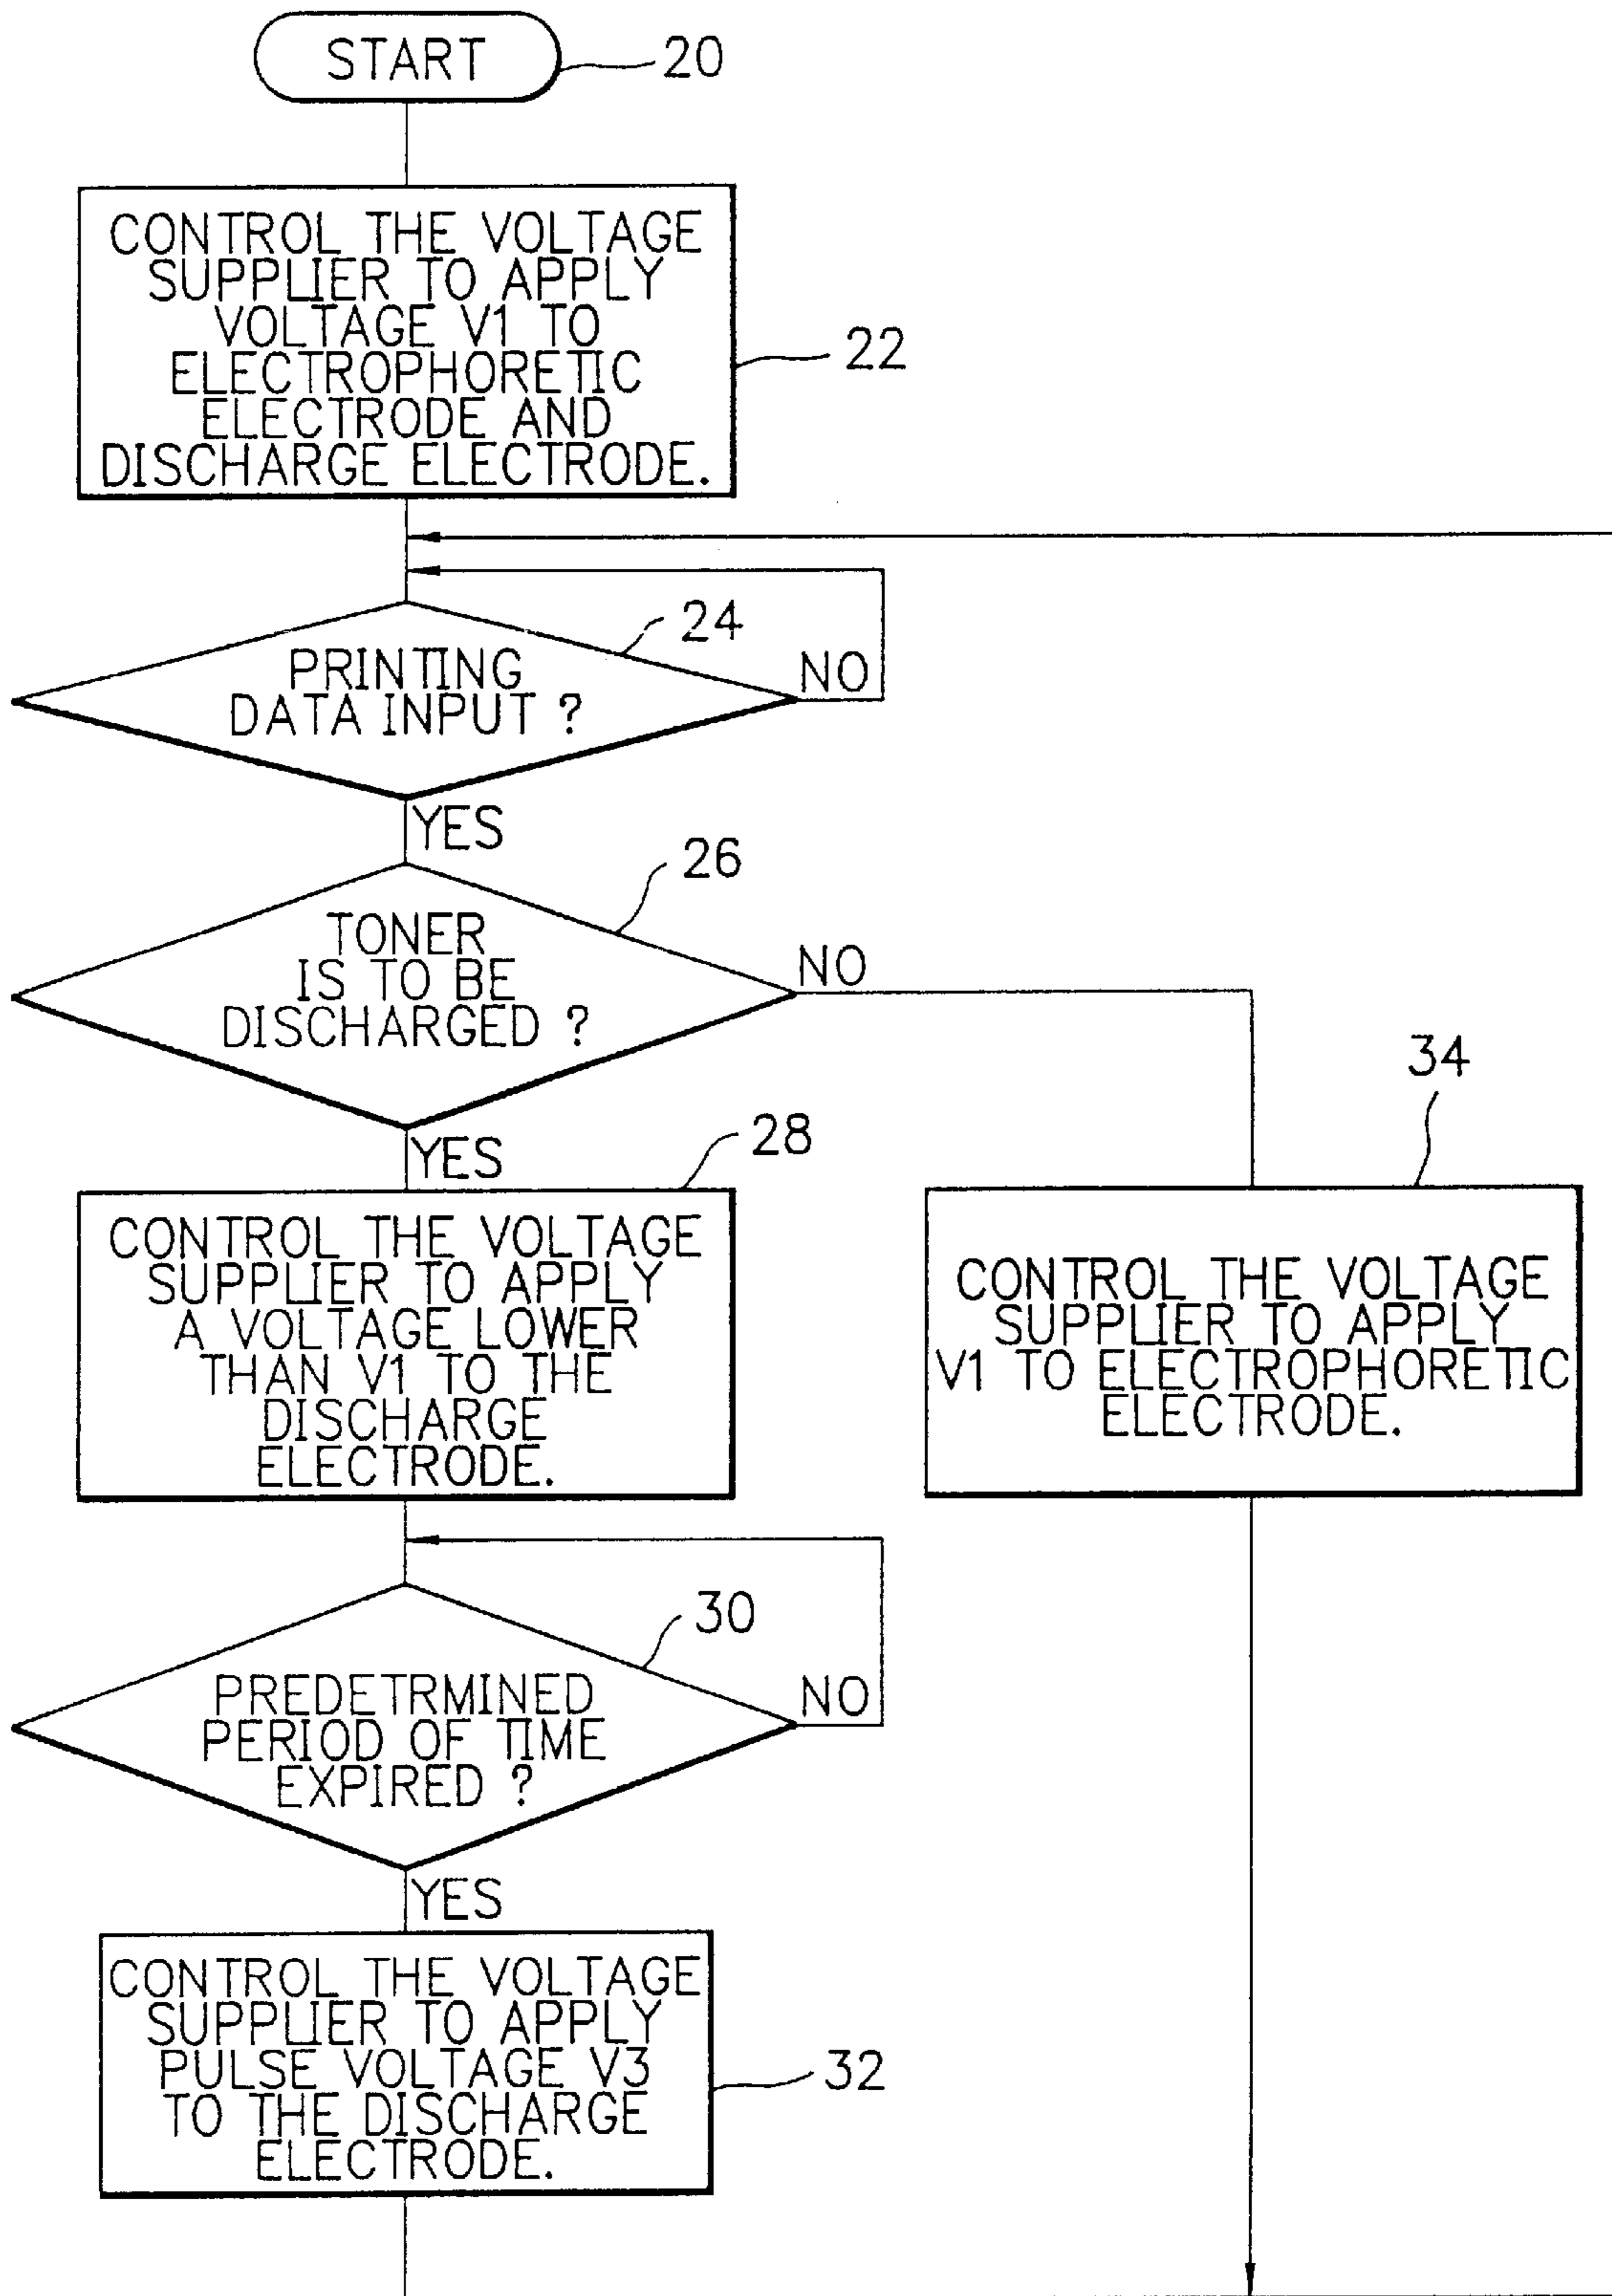 START
20
CONTROL THE VOLTAGE
SUPPLIER TO APPLY
VOLTAGE V1 TO
ELECTROPHORETIC
ELECTRODE AND
DISCHARGE ELECTRODE.
22
24
PRINTING
DATA INPUT ?
NO
YES
26
TONER
IS TO BE
DISCHARGED ?
NO
YES
28
CONTROL THE VOLTAGE
SUPPLIER TO APPLY
A VOLTAGE LOWER
THAN V1 TO THE
DISCHARGE
ELECTRODE.
34
CONTROL THE VOLTAGE
SUPPLIER TO APPLY
V1 TO ELECTROPHORETIC
ELECTRODE.
30
PREDETRMINED
PERIOD OF TIME
EXPIRED ?
NO
YES
CONTROL THE VOLTAGE
SUPPLIER TO APPLY
PULSE VOLTAGE V3
TO THE DISCHARGE
ELECTRODE.
32